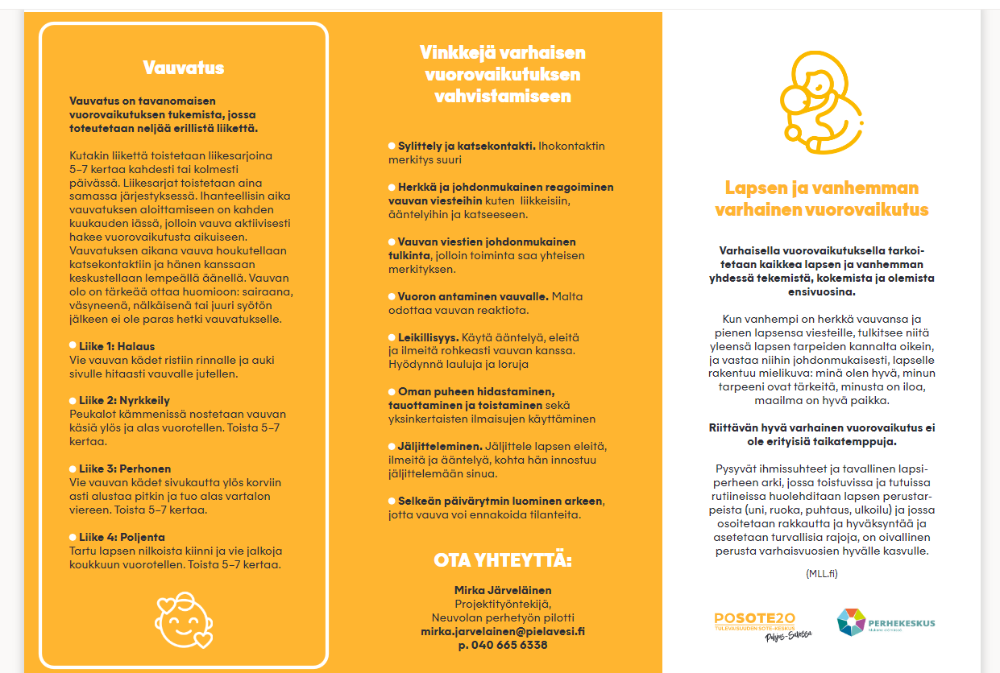 Vauvatus
Vauvatus on tavanomaisen
vuorovaikutuksen tukemista, jossa
toteutetaan neljää erillistä liikettä.
Kutakin liikettä toistetaan liikesarjoina
5–7 kertaa kahdesti tai kolmesti
päivässä. Liikesarjat toistetaan aina
samassa järjestyksessä. Ihanteellisin aika
vauvatuksen aloittamiseen on kahden
kuukauden iässä, jolloin vauva aktiivisesti
hakee vuorovaikutusta aikuiseen.
Vauvatuksen aikana vauva houkutellaan
katsekontaktiin ja hänen kanssaan
keskustellaan lempeällä äänellä. Vauvan
olo on tärkeää ottaa huomioon: sairaana,
väsyneenä, nälkäisenä tai juuri syötön
jälkeen ei ole paras hetki vauvatukselle.
Liike 1: Halaus
Vie vauvan kädet ristiin rinnalle ja auki
sivulle hitaasti vauvalle jutellen.
Liike 2: Nyrkkeily
Peukalot kämmenissä nostetaan vauvan
käsiä ylös ja alas vuorotellen. Toista 5–7
kertaa.
Liike 3: Perhonen
Vie vauvan kädet sivukautta ylös korviin
asti alustaa pitkin ja tuo alas vartalon
viereen. Toista 5–7 kertaa.
Liike 4: Poljenta
Tartu lapsen nilkoista kiinni ja vie jalkoja
koukkuun vuorotellen. Toista 5–7 kertaa.
Vinkkejä varhaisen
vuorovaikutuksen
vahvistamiseen
Sylittely ja katsekontakti. Ihokontaktin
merkitys suuri
Herkkä ja johdonmukainen reagoiminen
vauvan viesteihin kuten liikkeisiin,
ääntelyihin ja katseeseen.
Vauvan viestien johdonmukainen
tulkinta, jolloin toiminta saa yhteisen
merkityksen.
Vuoron antaminen vauvalle. Malta
odottaa vauvan reaktiota.
Leikillisyys. Käytä ääntelyä, eleitä
ja ilmeitä rohkeasti vauvan kanssa.
Hyödynnä lauluja ja loruja
Oman puheen hidastaminen,
tauottaminen ja toistaminen sekä
yksinkertaisten ilmaisujen käyttäminen
Jäljitteleminen. Jäljittele lapsen eleitä,
ilmeitä ja ääntelyä, kohta hän innostuu
jäljittelemään sinua.
Selkeän päivärytmin luominen arkeen,
jotta vauva voi ennakoida tilanteita.
OTA YHTEYTTÄ:
Mirka Järveläinen
Projektityöntekijä,
Neuvolan perhetyön pilotti
mirka.jarvelainen@pielavesi.fi
p. 040 665 6338
Lapsen ja vanhemman
varhainen vuorovaikutus
Varhaisella vuorovaikutuksella tarkoi-
tetaan kaikkea lapsen ja vanhemman
yhdessä tekemistä, kokemista ja olemista
ensivuosina.
Kun vanhempi on herkkä vauvansa ja
pienen lapsensa viesteille, tulkitsee niitä
yleensä lapsen tarpeiden kannalta oikein,
ja vastaa niihin johdonmukaisesti, lapselle
rakentuu mielikuva: minä olen hyvä, minun
tarpeeni ovat tärkeitä, minusta on iloa,
maailma on hyvä paikka.
Riittävän hyvä varhainen vuorovaikutus ei
ole erityisiä taikatemppuja.
Pysyvät ihmissuhteet ja tavallinen lapsi-
perheen arki, jossa toistuvissa ja tutuissa
rutiineissa huolehditaan lapsen perustar-
peista (uni, ruoka, puhtaus, ulkoilu) ja jossa
osoitetaan rakkautta ja hyväksyntää ja
asetetaan turvallisia rajoja, on oivallinen
perusta varhaisvuosien hyvälle kasvulle.
(MLL.fi)
POSOTE20
TULEVAISUUDEN SOTE-KESKUS
Pohjois-Savossa
PERHEKESKUS